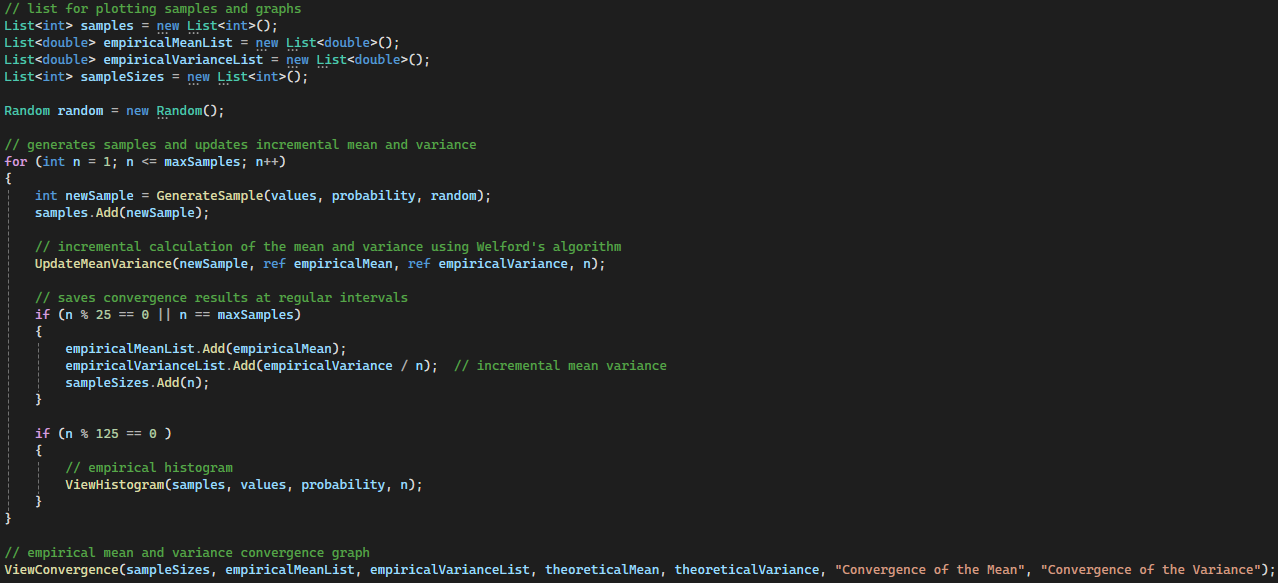 // list for plotting samples and graphs
List<int> samples = new List<int>();
List<double> empiricalMeanList = new List<double>();
List<double> empiricalVarianceList = new List<double>();
List<int> sampleSizes = new List<int>();

Random random = new Random();

// generates samples and updates incremental mean and variance
for (int n = 1; n <= maxSamples; n++)
{
    int newSample = GenerateSample(values, probability, random);
    samples.Add(newSample);

    // incremental calculation of the mean and variance using Welford's algorithm
    UpdateMeanVariance(newSample, ref empiricalMean, ref empiricalVariance, n);

    // saves convergence results at regular intervals
    if (n % 25 == 0 || n == maxSamples)
    {
        empiricalMeanList.Add(empiricalMean);
        empiricalVarianceList.Add(empiricalVariance / n);  // incremental mean variance
        sampleSizes.Add(n);
    }

    if (n % 125 == 0 )
    {
        // empirical histogram
        ViewHistogram(samples, values, probability, n);
    }
}

// empirical mean and variance convergence graph
ViewConvergence(sampleSizes, empiricalMeanList, empiricalVarianceList, theoreticalMean, theoreticalVariance, "Convergence of the Mean", "Convergence of the Variance");